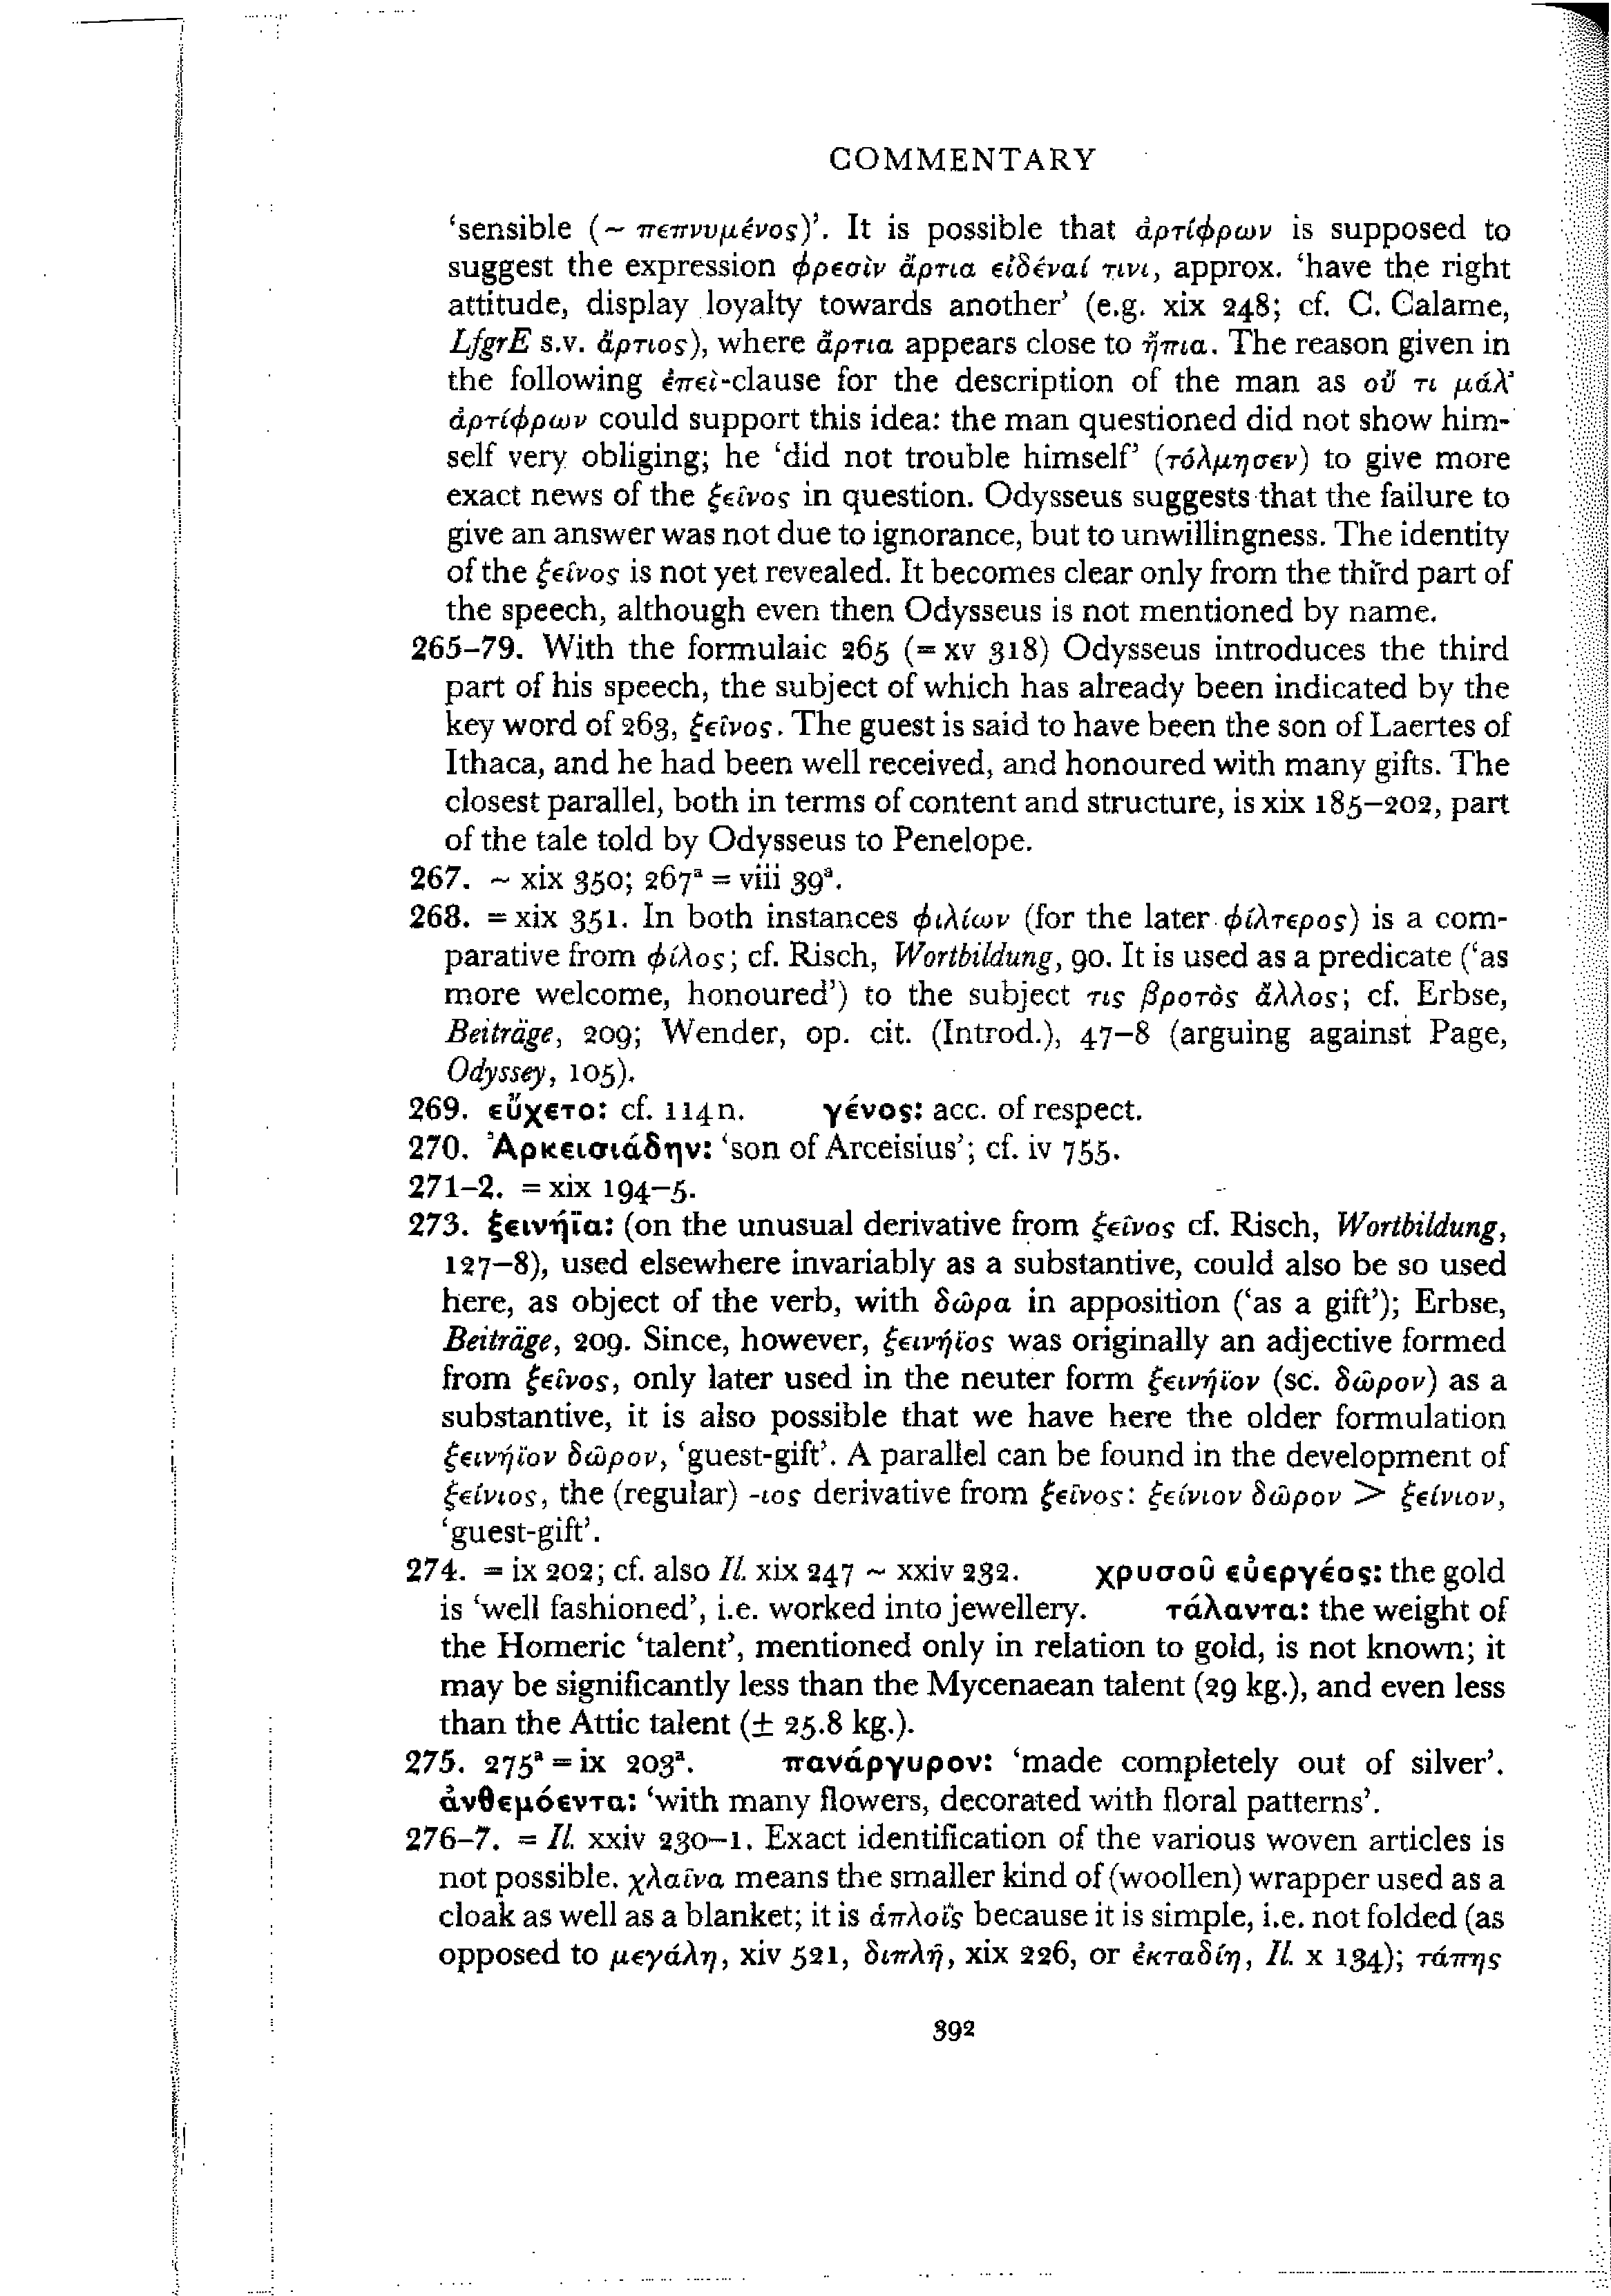 COMMENTARY
‘sensible (~ πεπνυμένος)’. It is possible that ἀρτίφρων is supposed to
suggest the expression φρεσὶν ἄρτια εἰδέναί τινι, approx. ‘have the right
attitude, display loyalty towards another’ (e.g. xix 248; cf. C. Calame,
LfgrE s.v. ἄρτιος), where ἄρτια appears close to ἤπια. The reason given in
the following ἐπεὶ-clause for the description of the man as οὔ τι μάλ’
ἀρτίφρων could support this idea: the man questioned did not show him-
self very obliging; he ‘did not trouble himself’ (τόλμησεν) to give more
exact news of the ξεῖνος in question. Odysseus suggests that the failure to
give an answer was not due to ignorance, but to unwillingness. The identity
of the ξεῖνος is not yet revealed. It becomes clear only from the third part of
the speech, although even then Odysseus is not mentioned by name.
265–79. With the formulaic 265 (= xv 318) Odysseus introduces the third
part of his speech, the subject of which has already been indicated by the
key word of 263, ξεῖνος. The guest is said to have been the son of Laertes of
Ithaca, and he had been well received, and honoured with many gifts. The
closest parallel, both in terms of content and structure, is xix 185–202, part
of the tale told by Odysseus to Penelope.
267. ~ xix 350; 267ᵃ = viii 39ᵃ.
268. = xix 351. In both instances φιλίων (for the later φίλτερος) is a com-
parative from φίλος; cf. Risch, Wortbildung, 90. It is used as a predicate (‘as
more welcome, honoured’) to the subject τις βροτὸς ἄλλος; cf. Erbse,
Beiträge, 209; Wender, op. cit. (Introd.), 47–8 (arguing against Page,
Odyssey, 105).
269. εὔχετο: cf. 114 n. γένος: acc. of respect.
270. Ἀρκεισιάδην: ‘son of Arceisius’; cf. iv 755.
271–2. = xix 194–5.
273. ξεινήϊα: (on the unusual derivative from ξεῖνος cf. Risch, Wortbildung,
127–8), used elsewhere invariably as a substantive, could also be so used
here, as object of the verb, with δῶρα in apposition (‘as a gift’); Erbse,
Beiträge, 209. Since, however, ξεινήϊος was originally an adjective formed
from ξεῖνος, only later used in the neuter form ξεινήϊον (sc. δῶρον) as a
substantive, it is also possible that we have here the older formulation
ξεινήϊον δῶρον, ‘guest-gift’. A parallel can be found in the development of
ξείνιος, the (regular) -ιος derivative from ξεῖνος: ξείνιον δῶρον > ξείνιον,
‘guest-gift’.
274. = ix 202; cf. also Il. xix 247 ~ xxiv 232. χρυσοῦ εὐεργέος: the gold
is ‘well fashioned’, i.e. worked into jewellery. τάλαντα: the weight of
the Homeric ‘talent’, mentioned only in relation to gold, is not known; it
may be significantly less than the Mycenaean talent (29 kg.), and even less
than the Attic talent (± 25.8 kg.).
275. 275ᵃ = ix 203ᵃ. πανάργυρον: ‘made completely out of silver’.
ἀνθεμόεντα: ‘with many flowers, decorated with floral patterns’.
276–7. = Il. xxiv 230–1. Exact identification of the various woven articles is
not possible. χλαῖνα means the smaller kind of (woollen) wrapper used as a
cloak as well as a blanket; it is ἁπλοΐς because it is simple, i.e. not folded (as
opposed to μεγάλη, xiv 521, διπλῆ, xix 226, or ἐκταδίη, Il. x 134); τάπης
392